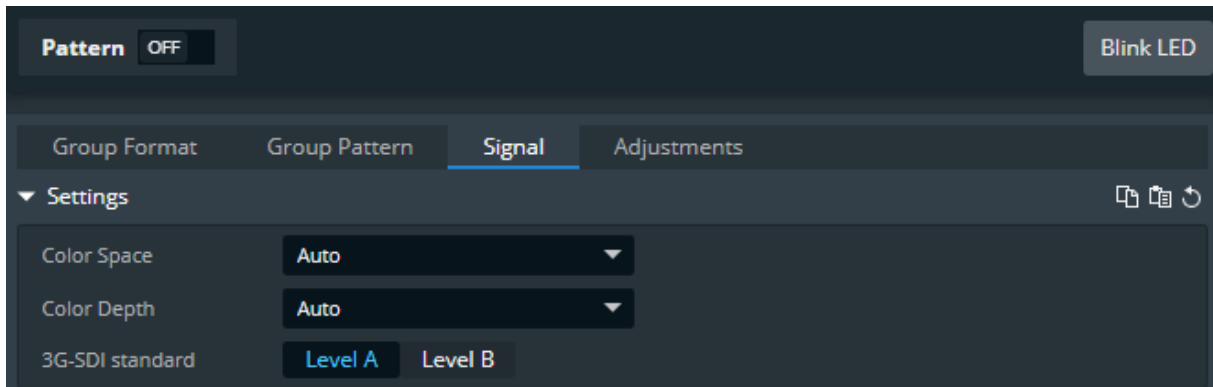 Pattern OFF Blink LED
Group Format Group Pattern Signal Adjustments
Settings
Color Space Auto
Color Depth Auto
3G-SDI standard Level A Level B